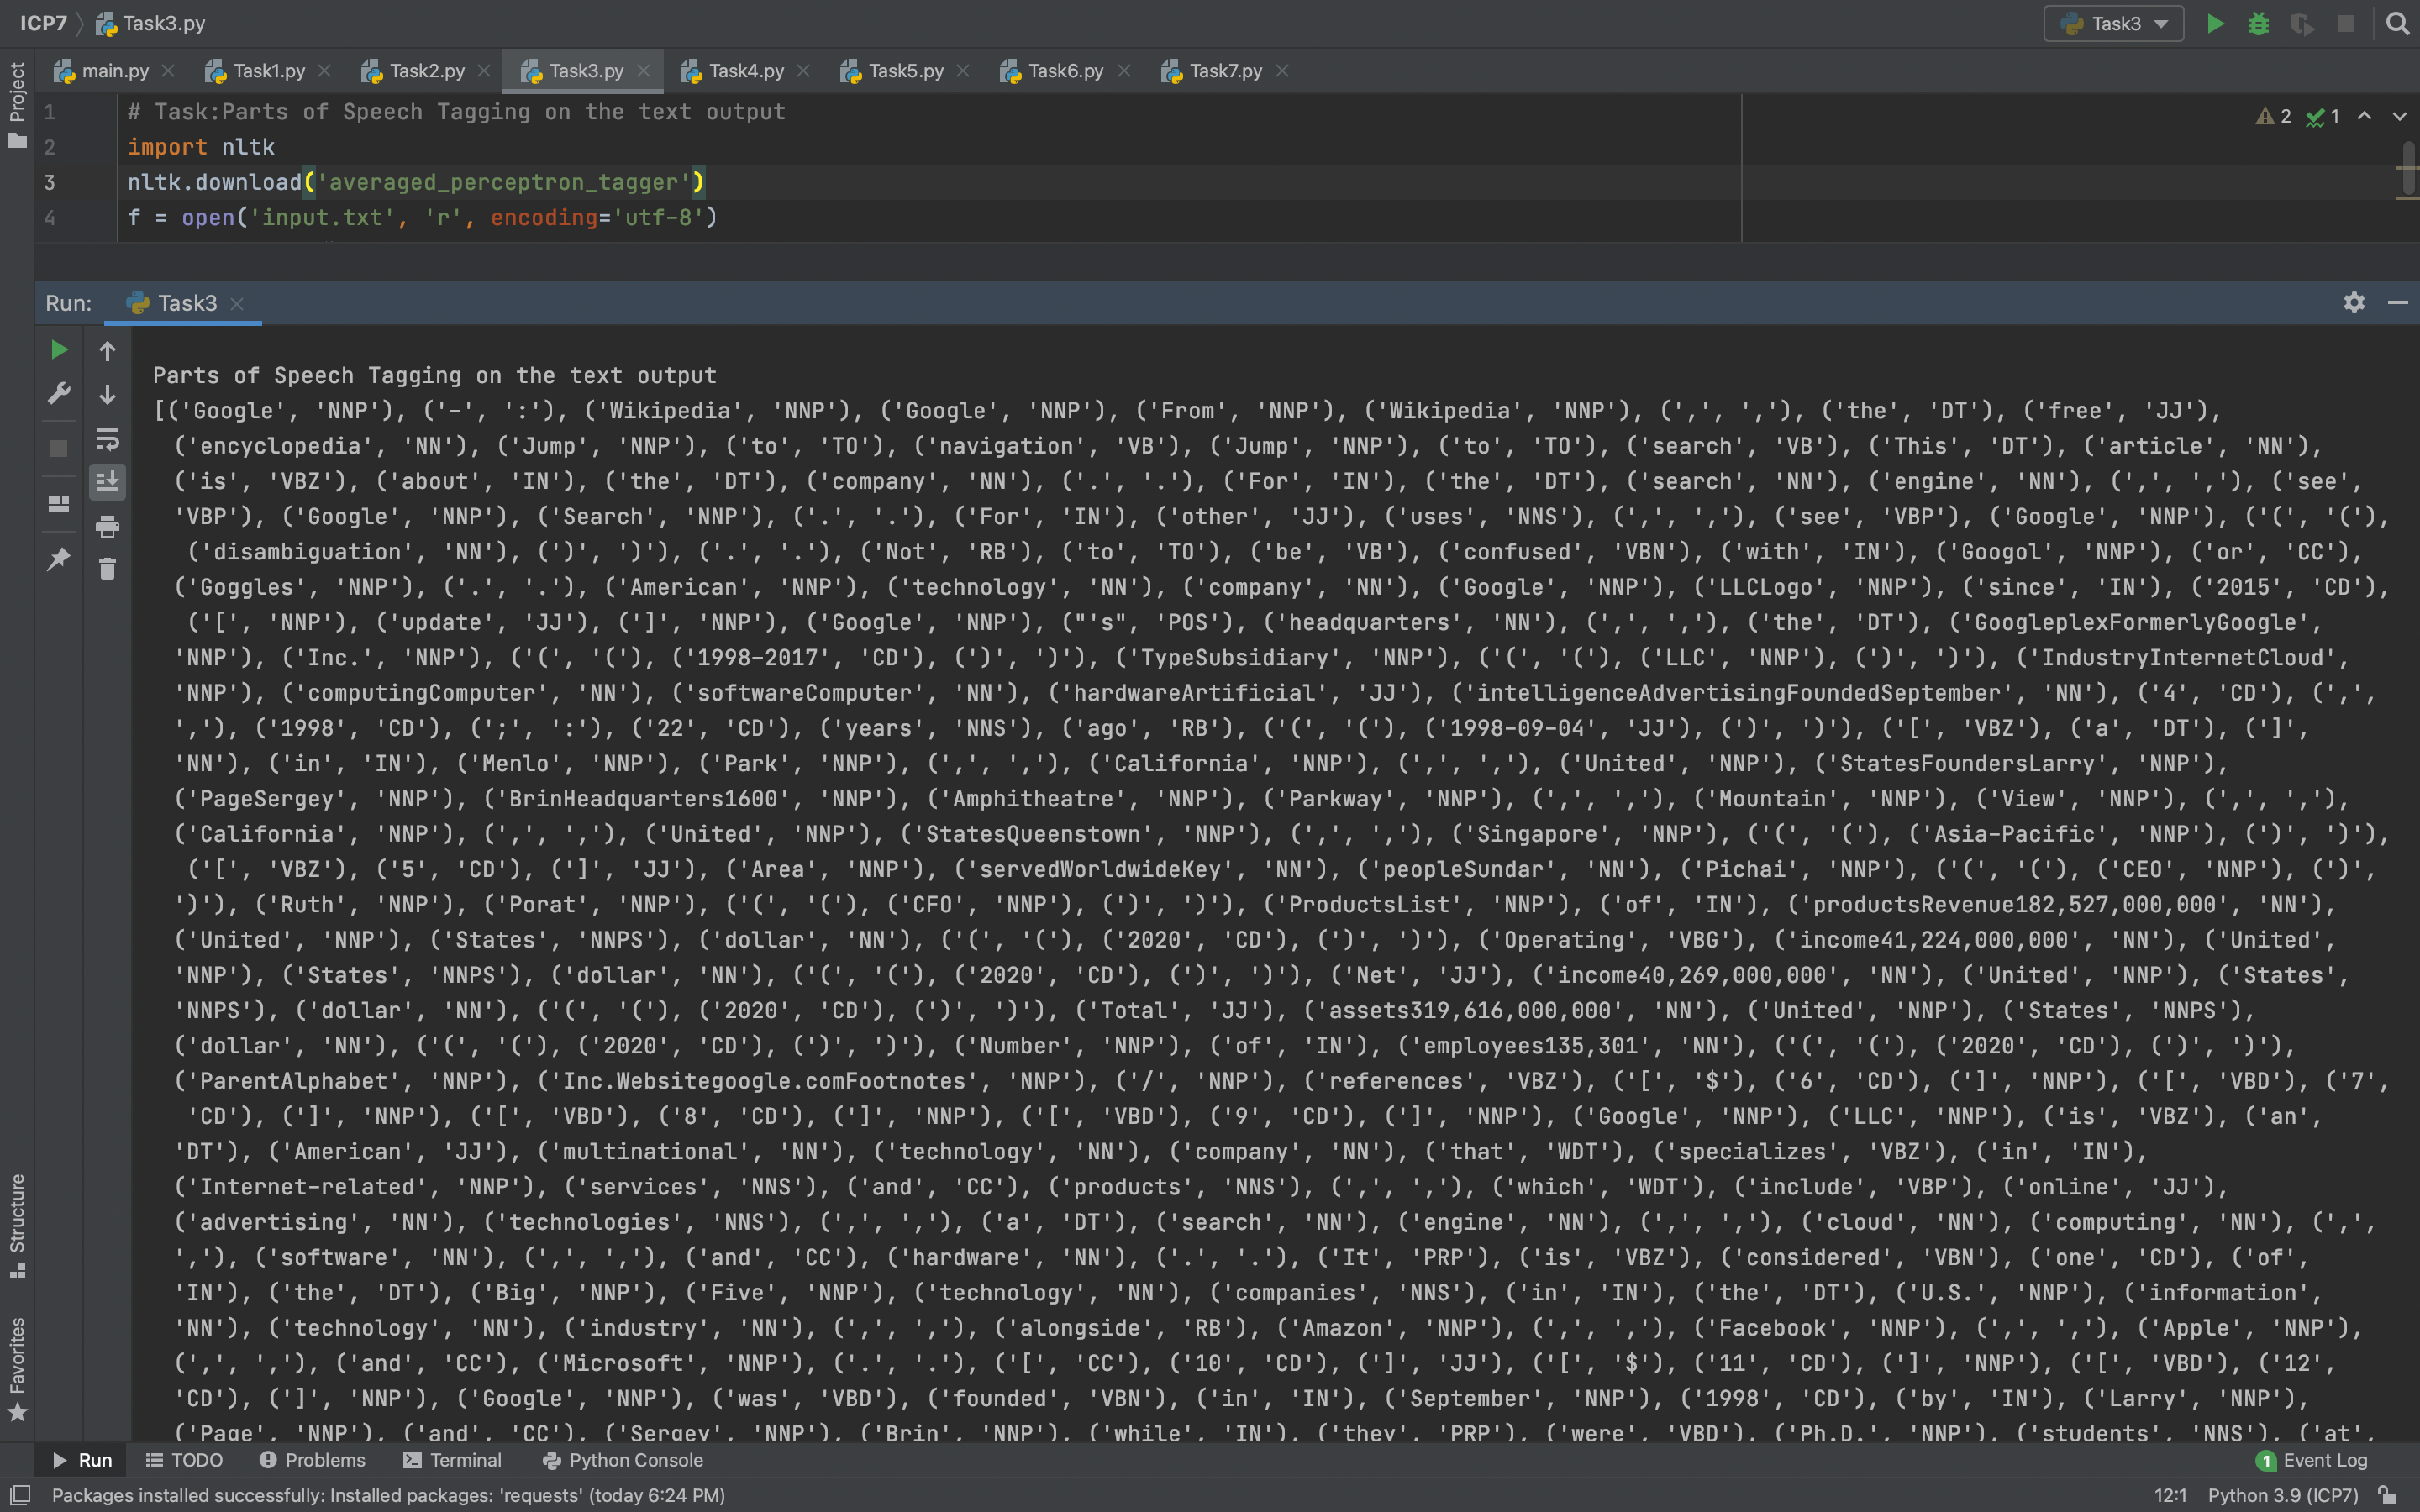 ICP7 Task3.py Task3
Project
main.py Task1.py Task2.py Task3.py Task4.py Task5.py Task6.py Task7.py
1 # Task:Parts of Speech Tagging on the text output 2 1
2 import nltk
3 nltk.download('averaged_perceptron_tagger')
4 f = open('input.txt', 'r', encoding='utf-8')
Run: Task3
Parts of Speech Tagging on the text output
[('Google', 'NNP'), ('-', ':'), ('Wikipedia', 'NNP'), ('Google', 'NNP'), ('From', 'NNP'), ('Wikipedia', 'NNP'), (',', ','), ('the', 'DT'), ('free', 'JJ'),
('encyclopedia', 'NN'), ('Jump', 'NNP'), ('to', 'TO'), ('navigation', 'VB'), ('Jump', 'NNP'), ('to', 'TO'), ('search', 'VB'), ('This', 'DT'), ('article', 'NN'),
('is', 'VBZ'), ('about', 'IN'), ('the', 'DT'), ('company', 'NN'), ('.', '.'), ('For', 'IN'), ('the', 'DT'), ('search', 'NN'), ('engine', 'NN'), (',', ','), ('see',
'VBP'), ('Google', 'NNP'), ('Search', 'NNP'), ('.', '.'), ('For', 'IN'), ('other', 'JJ'), ('uses', 'NNS'), (',', ','), ('see', 'VBP'), ('Google', 'NNP'), ('(', '('),
('disambiguation', 'NN'), (')', ')'), ('.', '.'), ('Not', 'RB'), ('to', 'TO'), ('be', 'VB'), ('confused', 'VBN'), ('with', 'IN'), ('Googol', 'NNP'), ('or', 'CC'),
('Goggles', 'NNP'), ('.', '.'), ('American', 'NNP'), ('technology', 'NN'), ('company', 'NN'), ('Google', 'NNP'), ('LLCLogo', 'NNP'), ('since', 'IN'), ('2015', 'CD'),
('[', 'NNP'), ('update', 'JJ'), (']', 'NNP'), ('Google', 'NNP'), ("'s", 'POS'), ('headquarters', 'NN'), (',', ','), ('the', 'DT'), ('GoogleplexFormerlyGoogle',
'NNP'), ('Inc.', 'NNP'), ('(', '('), ('1998-2017', 'CD'), (')', ')'), ('TypeSubsidiary', 'NNP'), ('(', '('), ('LLC', 'NNP'), (')', ')'), ('IndustryInternetCloud',
'NNP'), ('computingComputer', 'NN'), ('softwareComputer', 'NN'), ('hardwareArtificial', 'JJ'), ('intelligenceAdvertisingFoundedSeptember', 'NN'), ('4', 'CD'), (',',
','), ('1998', 'CD'), (';', ':'), ('22', 'CD'), ('years', 'NNS'), ('ago', 'RB'), ('(', '('), ('1998-09-04', 'JJ'), (')', ')'), ('[', 'VBZ'), ('a', 'DT'), (']',
'NN'), ('in', 'IN'), ('Menlo', 'NNP'), ('Park', 'NNP'), (',', ','), ('California', 'NNP'), (',', ','), ('United', 'NNP'), ('StatesFoundersLarry', 'NNP'),
('PageSergey', 'NNP'), ('BrinHeadquarters1600', 'NNP'), ('Amphitheatre', 'NNP'), ('Parkway', 'NNP'), (',', ','), ('Mountain', 'NNP'), ('View', 'NNP'), (',', ','),
('California', 'NNP'), (',', ','), ('United', 'NNP'), ('StatesQueenstown', 'NNP'), (',', ','), ('Singapore', 'NNP'), ('(', '('), ('Asia-Pacific', 'NNP'), (')', ')'),
('[', 'VBZ'), ('5', 'CD'), (']', 'JJ'), ('Area', 'NNP'), ('servedWorldwideKey', 'NN'), ('peopleSundar', 'NN'), ('Pichai', 'NNP'), ('(', '('), ('CEO', 'NNP'), (')',
')'), ('Ruth', 'NNP'), ('Porat', 'NNP'), ('(', '('), ('CFO', 'NNP'), (')', ')'), ('ProductsList', 'NNP'), ('of', 'IN'), ('productsRevenue182,527,000,000', 'NN'),
('United', 'NNP'), ('States', 'NNPS'), ('dollar', 'NN'), ('(', '('), ('2020', 'CD'), (')', ')'), ('Operating', 'VBG'), ('income41,224,000,000', 'NN'), ('United',
'NNP'), ('States', 'NNPS'), ('dollar', 'NN'), ('(', '('), ('2020', 'CD'), (')', ')'), ('Net', 'JJ'), ('income40,269,000,000', 'NN'), ('United', 'NNP'), ('States',
'NNPS'), ('dollar', 'NN'), ('(', '('), ('2020', 'CD'), (')', ')'), ('Total', 'JJ'), ('assets319,616,000,000', 'NN'), ('United', 'NNP'), ('States', 'NNPS'),
('dollar', 'NN'), ('(', '('), ('2020', 'CD'), (')', ')'), ('Number', 'NNP'), ('of', 'IN'), ('employees135,301', 'NN'), ('(', '('), ('2020', 'CD'), (')', ')'),
('ParentAlphabet', 'NNP'), ('Inc.Websitegoogle.comFootnotes', 'NNP'), ('/', 'NNP'), ('references', 'VBZ'), ('[', '$'), ('6', 'CD'), (']', 'NNP'), ('[', 'VBD'), ('7',
'CD'), (']', 'NNP'), ('[', 'VBD'), ('8', 'CD'), (']', 'NNP'), ('[', 'VBD'), ('9', 'CD'), (']', 'NNP'), ('Google', 'NNP'), ('LLC', 'NNP'), ('is', 'VBZ'), ('an',
'DT'), ('American', 'JJ'), ('multinational', 'NN'), ('technology', 'NN'), ('company', 'NN'), ('that', 'WDT'), ('specializes', 'VBZ'), ('in', 'IN'),
('Internet-related', 'NNP'), ('services', 'NNS'), ('and', 'CC'), ('products', 'NNS'), (',', ','), ('which', 'WDT'), ('include', 'VBP'), ('online', 'JJ'),
('advertising', 'NN'), ('technologies', 'NNS'), (',', ','), ('a', 'DT'), ('search', 'NN'), ('engine', 'NN'), (',', ','), ('cloud', 'NN'), ('computing', 'NN'), (',',
','), ('software', 'NN'), (',', ','), ('and', 'CC'), ('hardware', 'NN'), ('.', '.'), ('It', 'PRP'), ('is', 'VBZ'), ('considered', 'VBN'), ('one', 'CD'), ('of',
'IN'), ('the', 'DT'), ('Big', 'NNP'), ('Five', 'NNP'), ('technology', 'NN'), ('companies', 'NNS'), ('in', 'IN'), ('the', 'DT'), ('U.S.', 'NNP'), ('information',
'NN'), ('technology', 'NN'), ('industry', 'NN'), (',', ','), ('alongside', 'RB'), ('Amazon', 'NNP'), (',', ','), ('Facebook', 'NNP'), (',', ','), ('Apple', 'NNP'),
(',', ','), ('and', 'CC'), ('Microsoft', 'NNP'), ('.', '.'), ('[', 'CC'), ('10', 'CD'), (']', 'JJ'), ('[', '$'), ('11', 'CD'), (']', 'NNP'), ('[', 'VBD'), ('12',
'CD'), (']', 'NNP'), ('Google', 'NNP'), ('was', 'VBD'), ('founded', 'VBN'), ('in', 'IN'), ('September', 'NNP'), ('1998', 'CD'), ('by', 'IN'), ('Larry', 'NNP'),
('Page', 'NNP'), ('and', 'CC'), ('Sergey', 'NNP'), ('Brin', 'NNP'), ('while', 'IN'), ('they', 'PRP'), ('were', 'VBD'), ('Ph.D.', 'NNP'), ('students', 'NNS'), ('at',
Structure
Favorites
Run TODO Problems Terminal Python Console 1 Event Log
Packages installed successfully: Installed packages: 'requests' (today 6:24 PM) 12:1 Python 3.9 (ICP7)